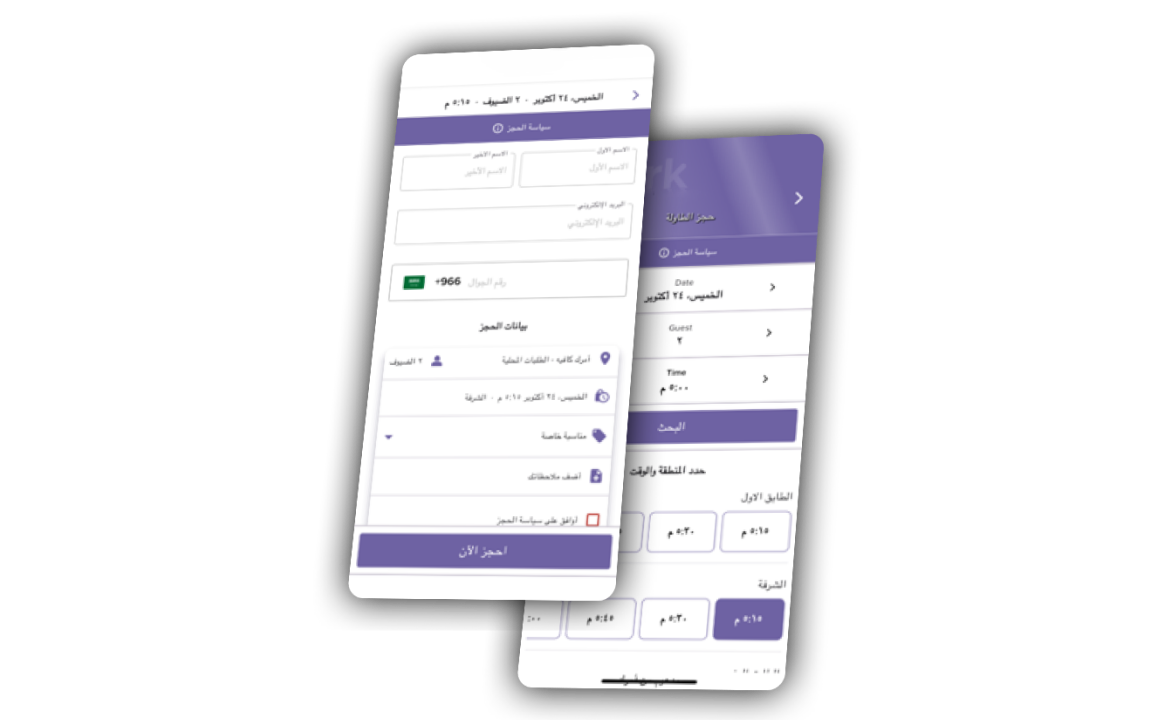 الخميس، ٢٤ أكتوبر - ٢ الضيوف - ٥:١٥ م
سياسة الحجز
الاسم الأول الاسم الأخير
الاسم الأول الاسم الأخير
البريد الإلكتروني
البريد الإلكتروني
+966 رقم الجوال
بيانات الحجز
كافيه - الطلبات المحلية ٢ الضيوف
الخميس، ٢٤ أكتوبر ٥:١٥ م - الشرفة
مناسبة خاصة
أضف ملاحظاتك
أوافق على سياسة الحجز
احجز الآن
rk
حجز الطاولة
سياسة الحجز
Date
الخميس، ٢٤ أكتوبر
Guest
٢
Time
٥:٠٠ م
البحث
حدد المنطقة والوقت
الطابق الاول
٥:١٥ م ٥:٣٠ م
الشرفة
٥:١٥ م ٥:٣٠ م ٥:٤٥ م :٠٠